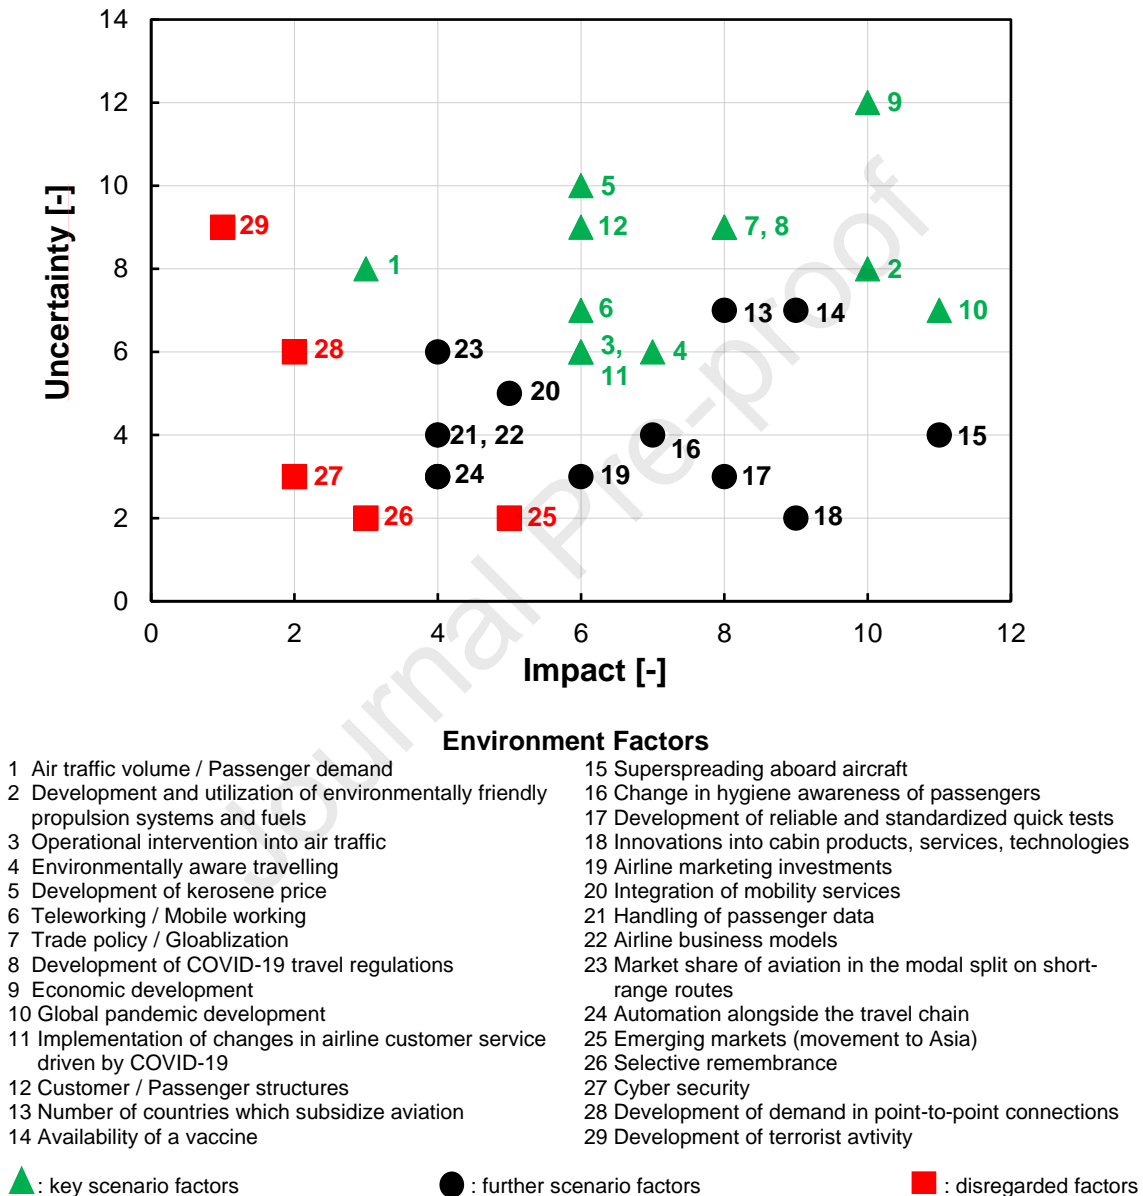 14
12
10
8
6
4
2
0
0
2
4
6
8
10
12
Uncertainty [-]
Impact [-]
9
5
29
12
7, 8
1
2
6
13
14
10
28
23
3,
11
4
20
21, 22
16
15
27
24
19
17
26
25
18
Journal Pre-proof
Environment Factors
1 Air traffic volume / Passenger demand
2 Development and utilization of environmentally friendly
propulsion systems and fuels
3 Operational intervention into air traffic
4 Environmentally aware travelling
5 Development of kerosene price
6 Teleworking / Mobile working
7 Trade policy / Gloablization
8 Development of COVID-19 travel regulations
9 Economic development
10 Global pandemic development
11 Implementation of changes in airline customer service
driven by COVID-19
12 Customer / Passenger structures
13 Number of countries which subsidize aviation
14 Availability of a vaccine
15 Superspreading aboard aircraft
16 Change in hygiene awareness of passengers
17 Development of reliable and standardized quick tests
18 Innovations into cabin products, services, technologies
19 Airline marketing investments
20 Integration of mobility services
21 Handling of passenger data
22 Airline business models
23 Market share of aviation in the modal split on short-
range routes
24 Automation alongside the travel chain
25 Emerging markets (movement to Asia)
26 Selective remembrance
27 Cyber security
28 Development of demand in point-to-point connections
29 Development of terrorist avtivity
: key scenario factors
: further scenario factors
: disregarded factors